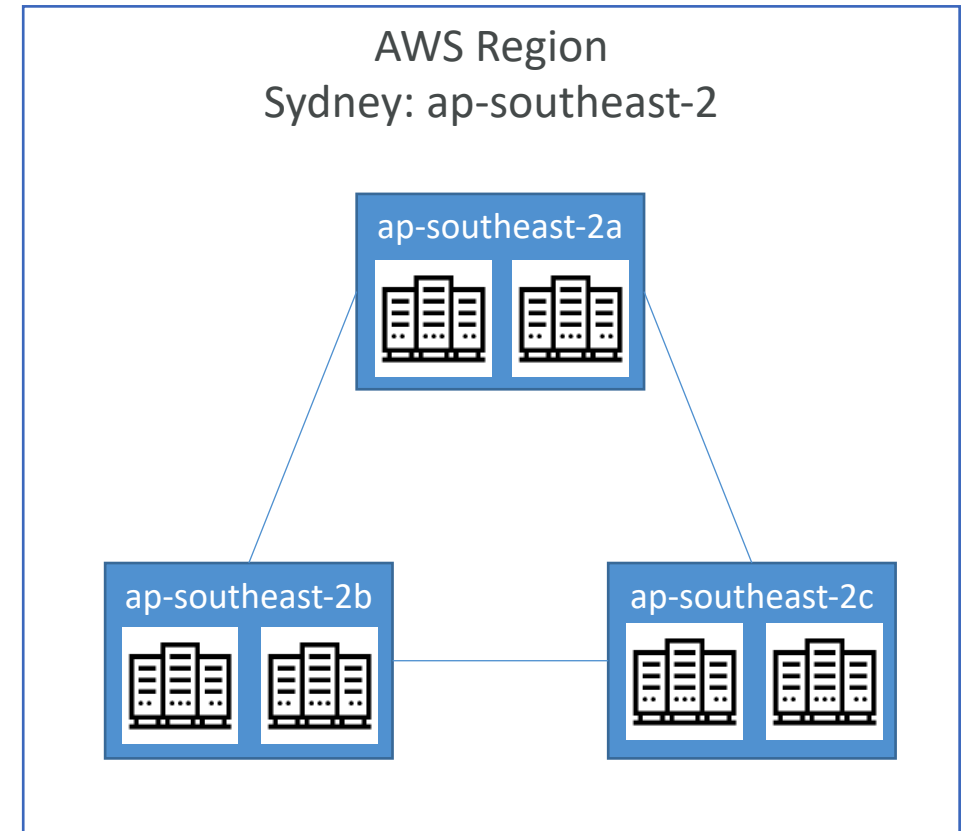 AWS Region
Sydney: ap-southeast-2
ap-southeast-2a
ap-southeast-2b
ap-southeast-2c